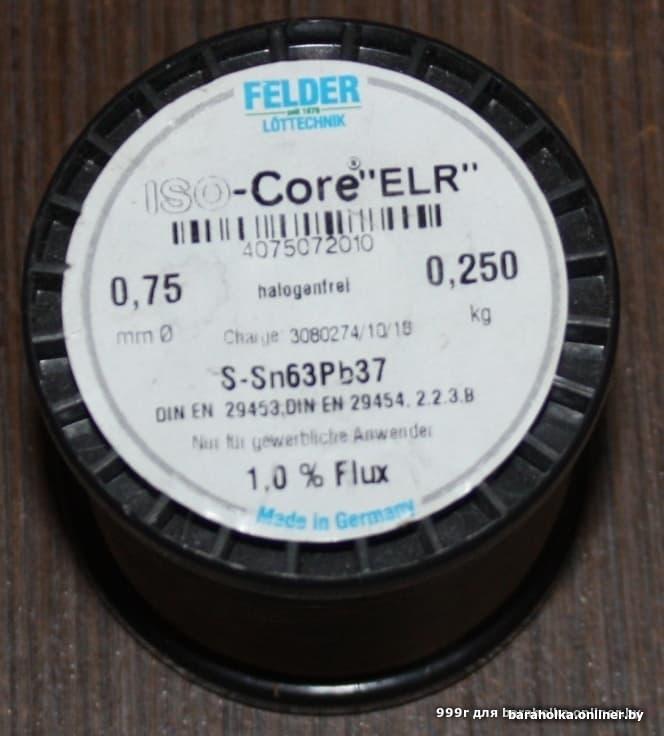 FELDER
seit 1979
LÖTTECHNIK
ISO-Core®"ELR"
4075072010
0,75
mm Ø
halogenfrei
0,250
kg
Charge: 3080274/10/18
S-Sn63Pb37
DIN EN 29453,DIN EN 29454. 2.2.3.B
Nur für gewerbliche Anwender
1,0 % Flux
Made in Germany
999г для baraholka.onliner.by